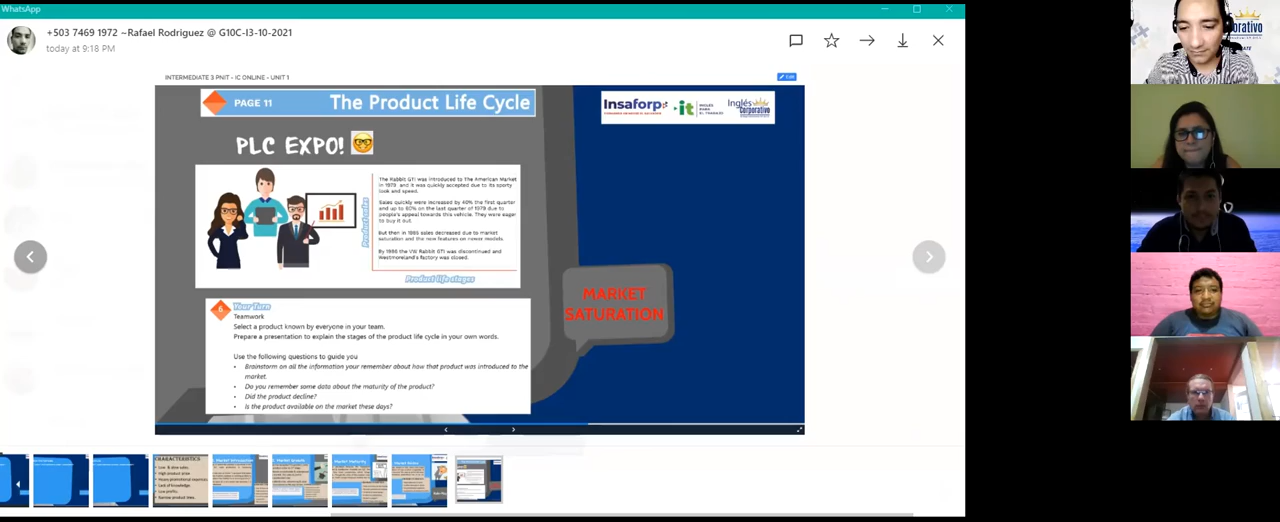 WhatsApp
+503 7469 1972 ~Rafael Rodriguez @ G10C-I3-10-2021
today at 9:18 PM
INTERMEDIATE 3 PNIT - IC ONLINE - UNIT 1
Edit
PAGE 11
The Product Life Cycle
Insaforp
it
INGLÉS
PARA
EL TRABAJO
Inglés
Corporativo
PLC EXPO!
The Rabbit GTI was introduced to The American Market
in 1979 and it was quickly accepted due to its sporty
look and speed.
Sales quickly were increased by 40% the first quarter
and up to 60% on the last quarter of 1979 due to
people's appeal towards this vehicle. They were eager
to buy it out.
But then in 1985 sales decreased due to market
saturation and the new features on newer models.
By 1986 the VW Rabbit GTI was discontinued and
Westmoreland's factory was closed.
Product sales
Product life stages
MARKET
SATURATION
6
Your Turn
Teamwork
Select a product known by everyone in your team.
Prepare a presentation to explain the stages of the product life cycle in your own words.
Use the following questions to guide you
• Brainstorm on all the information your remember about how that product was introduced to the
market.
• Do you remember some data about the maturity of the product?
• Did the product decline?
• Is the product available on the market these days?
CHARACTERISTICS
orativo